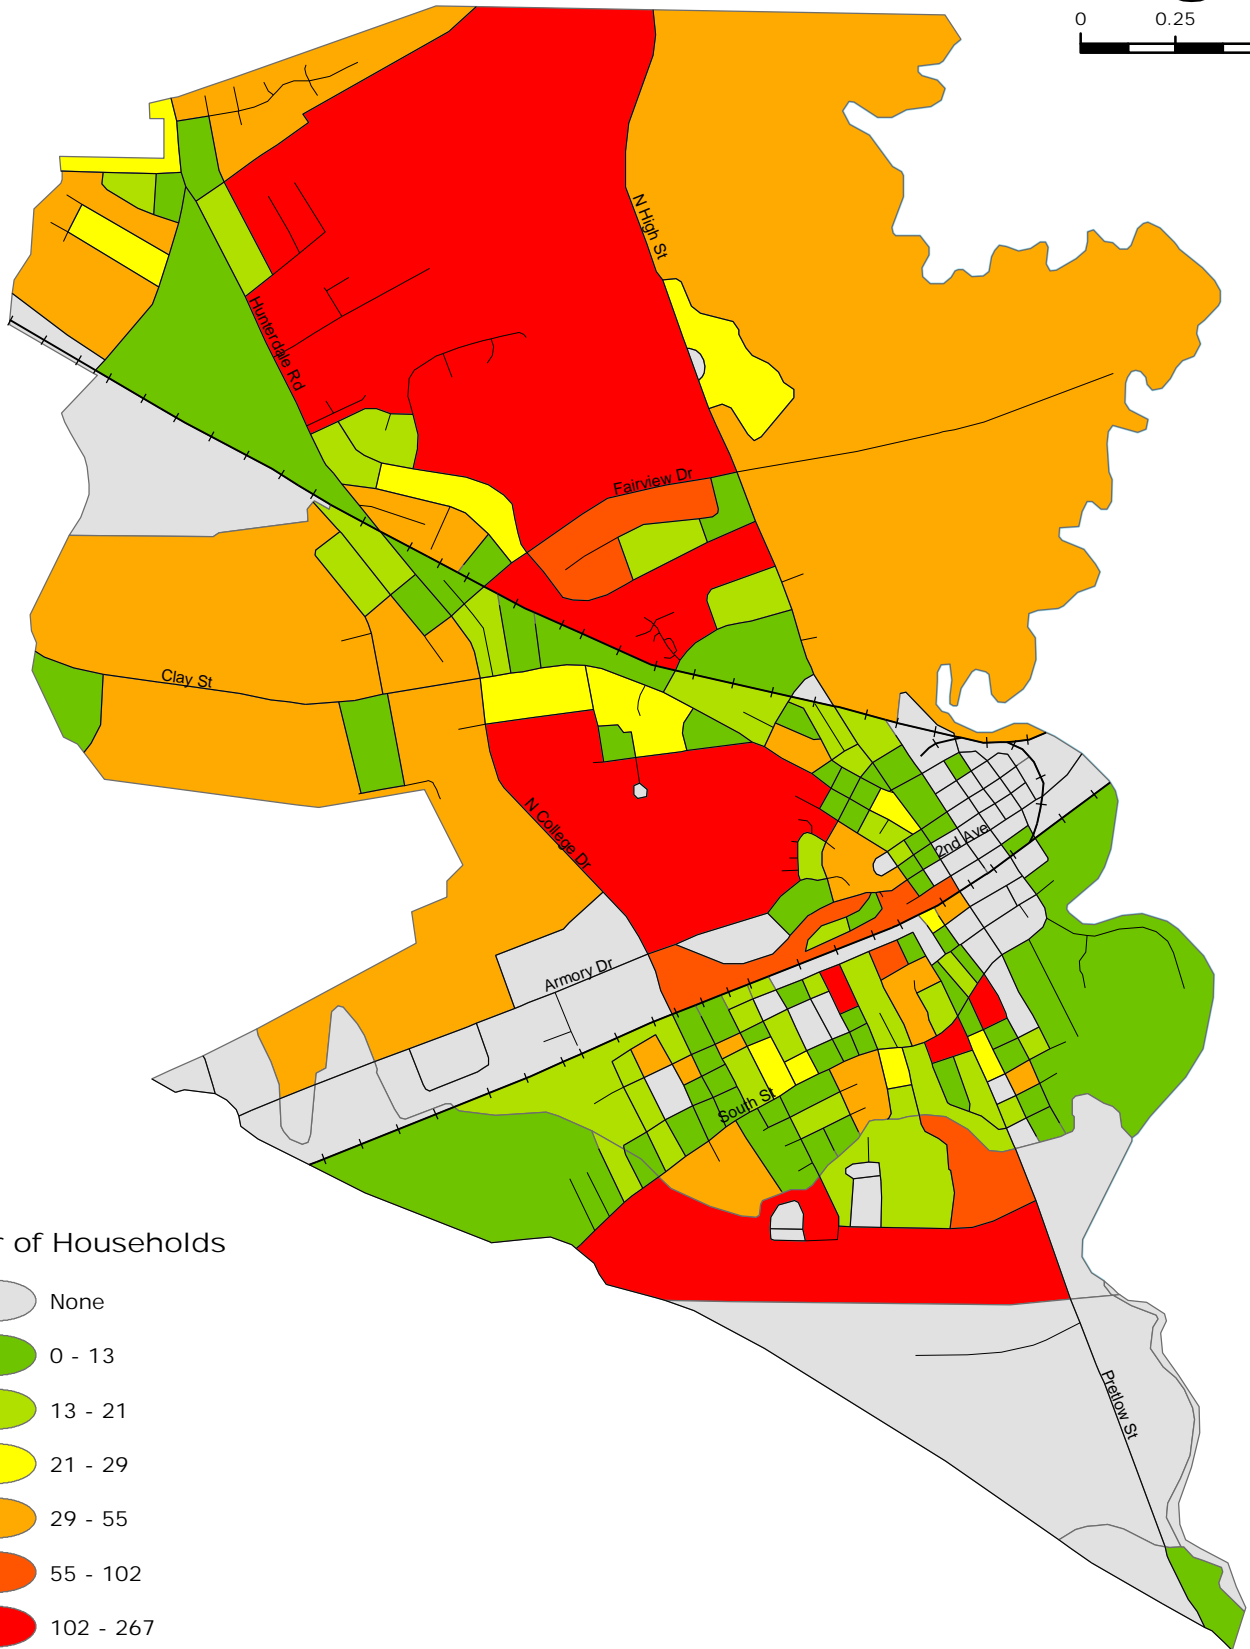 0 0.25
N High St
Hunterdale Rd
Fairview Dr
Clay St
N College Dr
2nd Ave
Armory Dr
South St
Pretlow St
of Households
None
0 - 13
13 - 21
21 - 29
29 - 55
55 - 102
102 - 267